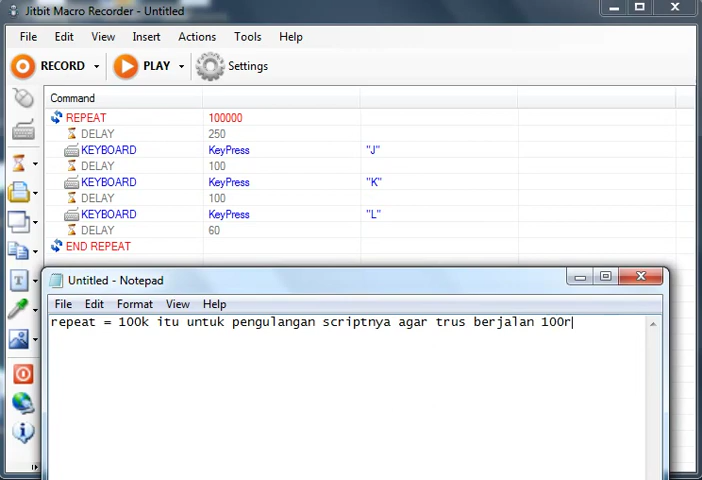 Jitbit Macro Recorder - Untitled
File Edit View Insert Actions Tools Help
RECORD PLAY Settings
Command
REPEAT 100000
DELAY 250
KEYBOARD KeyPress "J"
DELAY 100
KEYBOARD KeyPress "K"
DELAY 100
KEYBOARD KeyPress "L"
DELAY 60
END REPEAT
Untitled - Notepad
File Edit Format View Help
repeat = 100k itu untuk pengulangan scriptnya agar trus berjalan 100r